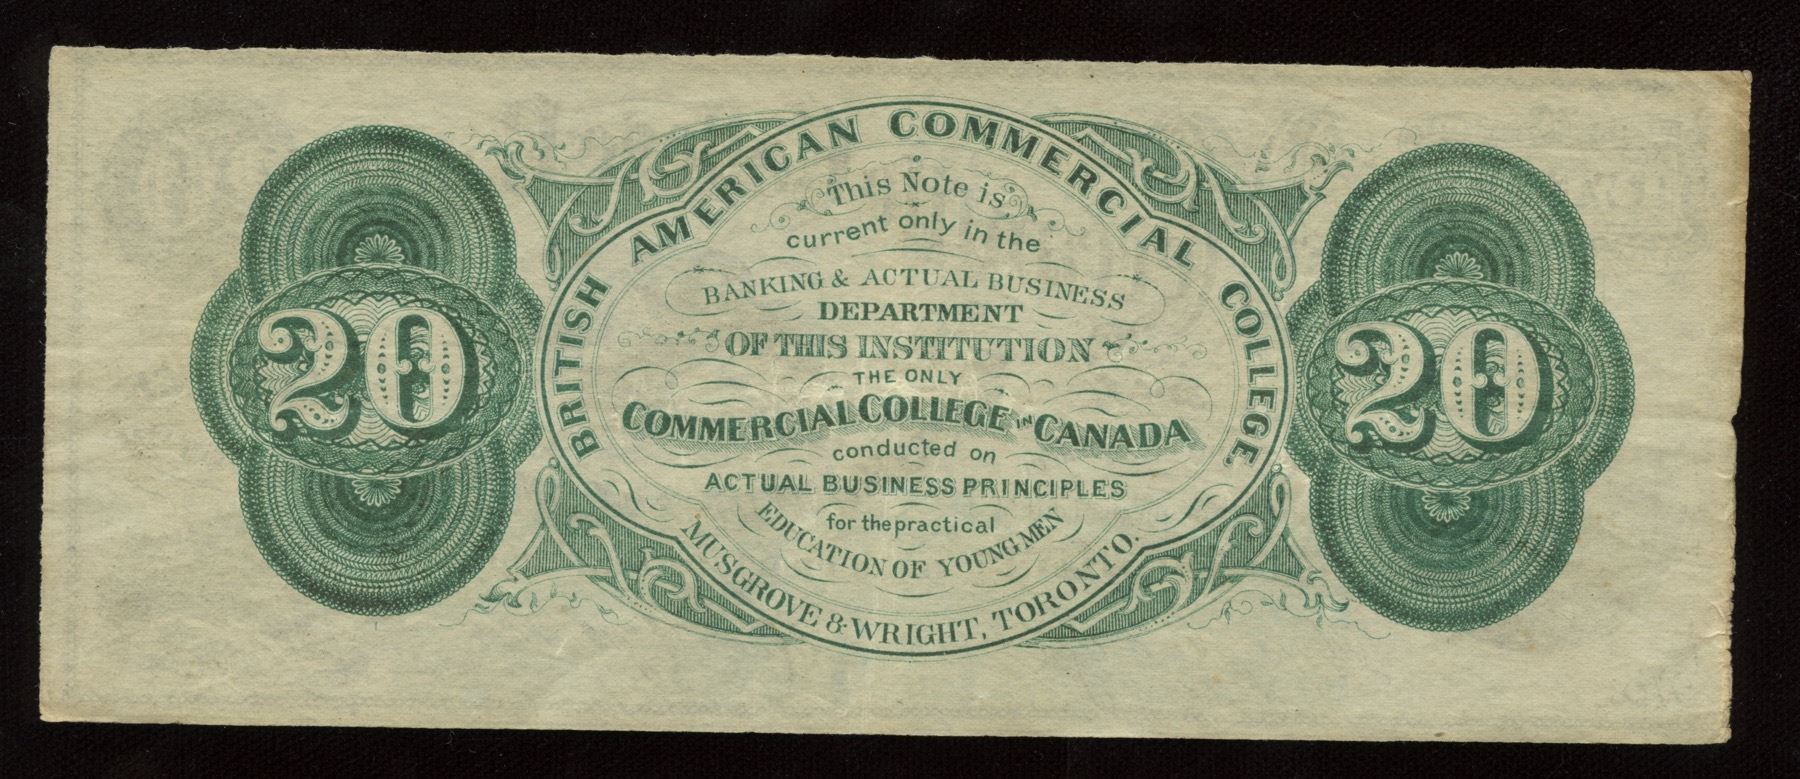 BRITISH AMERICAN COMMERCIAL COLLEGE.
This Note is
current only in the
BANKING & ACTUAL BUSINESS
DEPARTMENT
OF THIS INSTITUTION
THE ONLY
COMMERCIAL COLLEGE IN CANADA
conducted on
ACTUAL BUSINESS PRINCIPLES
for the practical
EDUCATION OF YOUNG MEN
MUSGROVE & WRIGHT, TORONTO.
20
20